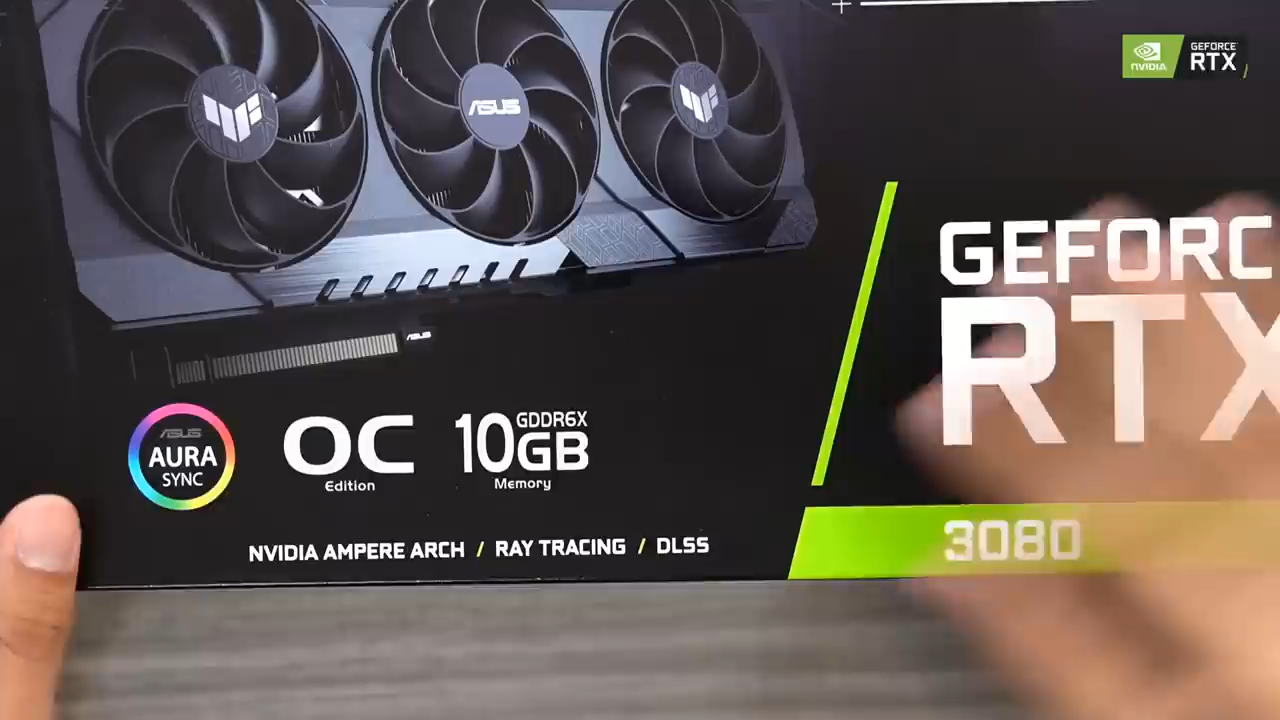 NVIDIA
GEFORCE
RTX
ASUS
GEFORC
RTX
ASUS
ASUS
AURA
SYNC
OC
Edition
10GB
GDDR6X
Memory
3080
NVIDIA AMPERE ARCH / RAY TRACING / DLSS